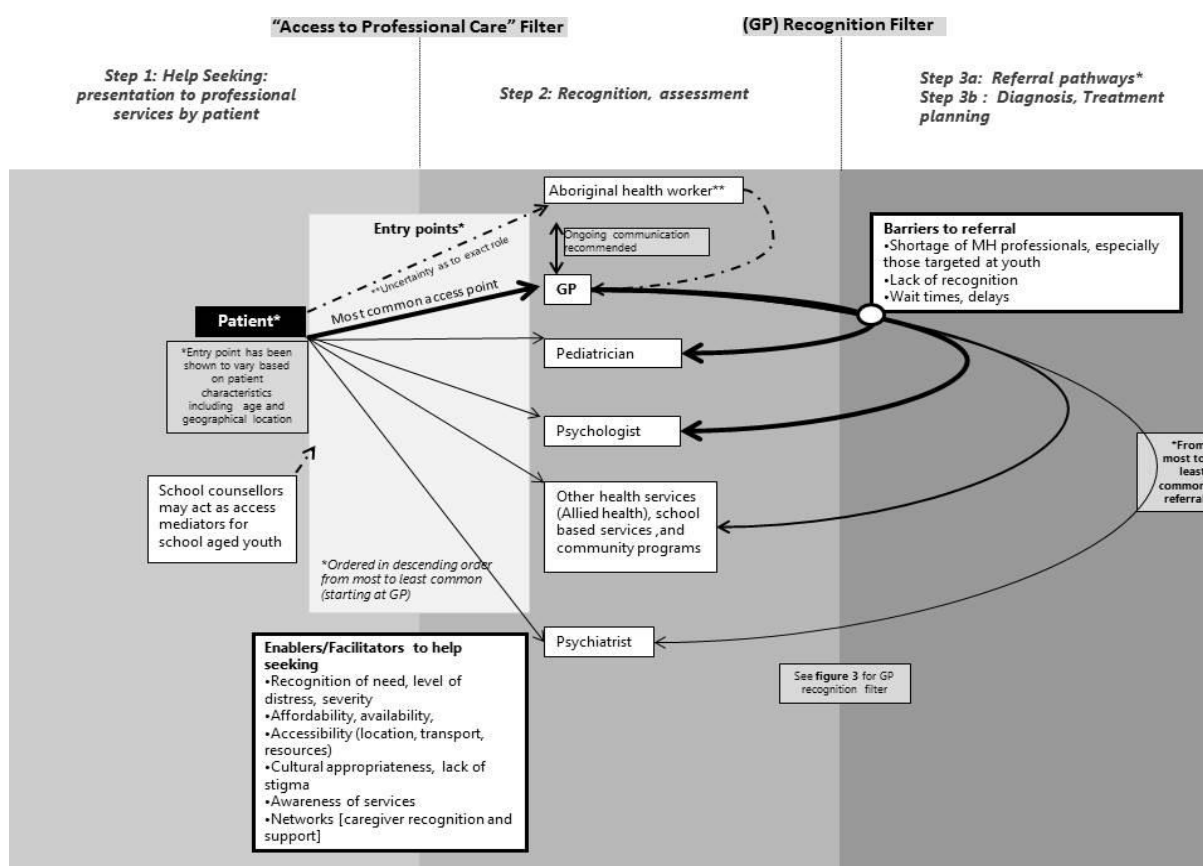 “Access to Professional Care” Filter
(GP) Recognition Filter
Step 1: Help Seeking:
presentation to professional
services by patient
Step 2: Recognition, assessment
Step 3a: Referral pathways*
Step 3b : Diagnosis, Treatment
planning
Aboriginal health worker**
Entry points*
Ongoing communication
recommended
**Uncertainty as to exact role
Most common access point
GP
Barriers to referral
•Shortage of MH professionals, especially
those targeted at youth
•Lack of recognition
•Wait times, delays
Patient*
*Entry point has been
shown to vary based
on patient
characteristics
including age and
geographical location
Pediatrician
Psychologist
School counsellors
may act as access
mediators for
school aged youth
Other health services
(Allied health), school
based services ,and
community programs
*From
most to
least
common
referral
*Ordered in descending order
from most to least common
(starting at GP)
Psychiatrist
Enablers/Facilitators to help
seeking
•Recognition of need, level of
distress, severity
•Affordability, availability,
•Accessibility (location, transport,
resources)
•Cultural appropriateness, lack of
stigma
•Awareness of services
•Networks [caregiver recognition and
support]
See figure 3 for GP
recognition filter